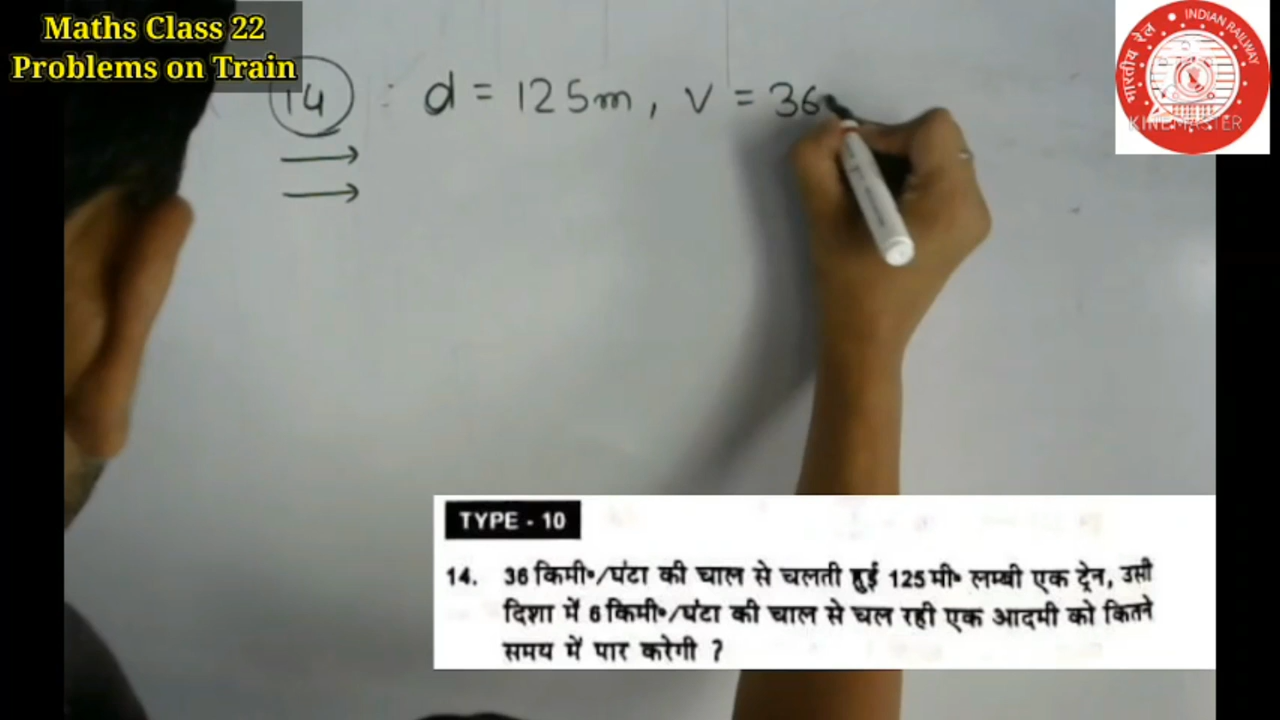 Maths Class 22
Problems on Train
14 : d = 125m, v = 36
भारतीय रेल INDIAN RAILWAY
KINEMASTER
TYPE - 10
14. 36 किमी॰/घंटा की चाल से चलती हुई 125 मी॰ लम्बी एक ट्रेन, उसी
दिशा में 6 किमी॰/घंटा की चाल से चल रही एक आदमी को कितने
समय में पार करेगी ?